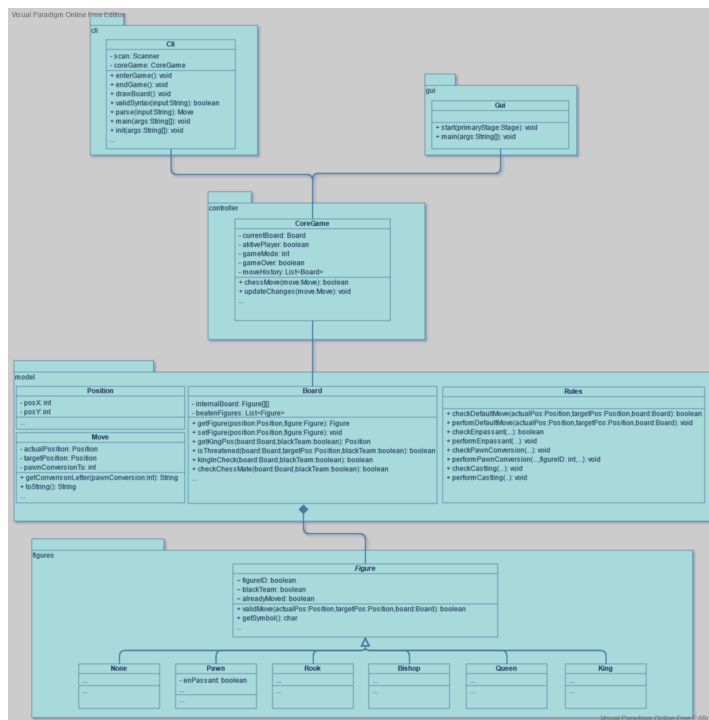 Visual Paradigm Online Free Edition
cli
Cli
- scan: Scanner
- coreGame: CoreGame
+ enterGame(): void
+ endGame(): void
+ drawBoard(): void
+ validSyntax(input:String): boolean
+ parse(input:String): Move
+ main(args:String[]): void
+ init(args:String[]): void
...
gui
Gui
+ start(primaryStage:Stage): void
+ main(args:String[]): void
controller
CoreGame
- currentBoard: Board
- aktivePlayer: boolean
- gameMode: int
- gameOver: boolean
- moveHistory: List<Board>
+ chessMove(move:Move): boolean
+ updateChanges(move:Move): void
...
model
Position
- posX: int
- posY: int
...
Move
- actualPosition: Position
- targetPosition: Position
- pawnConversionTo: int
+ getConverisonLetter(pawnConversion:int): String
+ toString(): String
...
Board
- internalBoard: Figure[][]
- beatenFigures: List<Figure>
+ getFigure(position:Position): Figure
+ setFigure(position:Position,figure:Figure): void
+ getKingPos(board:Board,blackTeam:boolean): Position
+ isThreatened(board:Board,targetPos:Position,blackTeam:boolean): boolean
+ kingInCheck(board:Board,blackTeam:boolean): boolean
+ checkChessMate(board:Board,blackTeam:boolean): boolean
...
Rules
+ checkDefaultMove(actualPos:Position,targetPos:Position,board:Board): boolean
+ performDefaultMove(actualPos:Position,targetPos:Position,board:Board): void
+ checkEnpassant(...): boolean
+ performEnpassant(...): void
+ checkPawnConversion(...): void
+ performPawnConversion(...,figureID: int,...): void
+ checkCastling(...): void
+ performCastling(..): void
figures
Figure
~ figureID: boolean
~ blackTeam: boolean
~ alreadyMoved: boolean
+ validMove(actualPos:Position,targetPos:Position,board:Board): boolean
+ getSymbol(): char
...
None
...
...
Pawn
- enPassant: boolean
...
...
Rook
...
...
Bishop
...
...
Queen
...
...
King
...
...
Visual Paradigm Online Free Edition